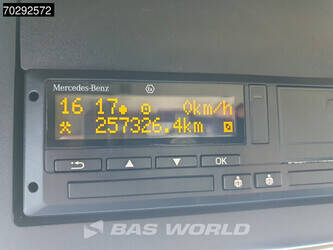 70292572
Mercedes-Benz
16 17 0km/h
257326.4km
OK
BAS WORLD